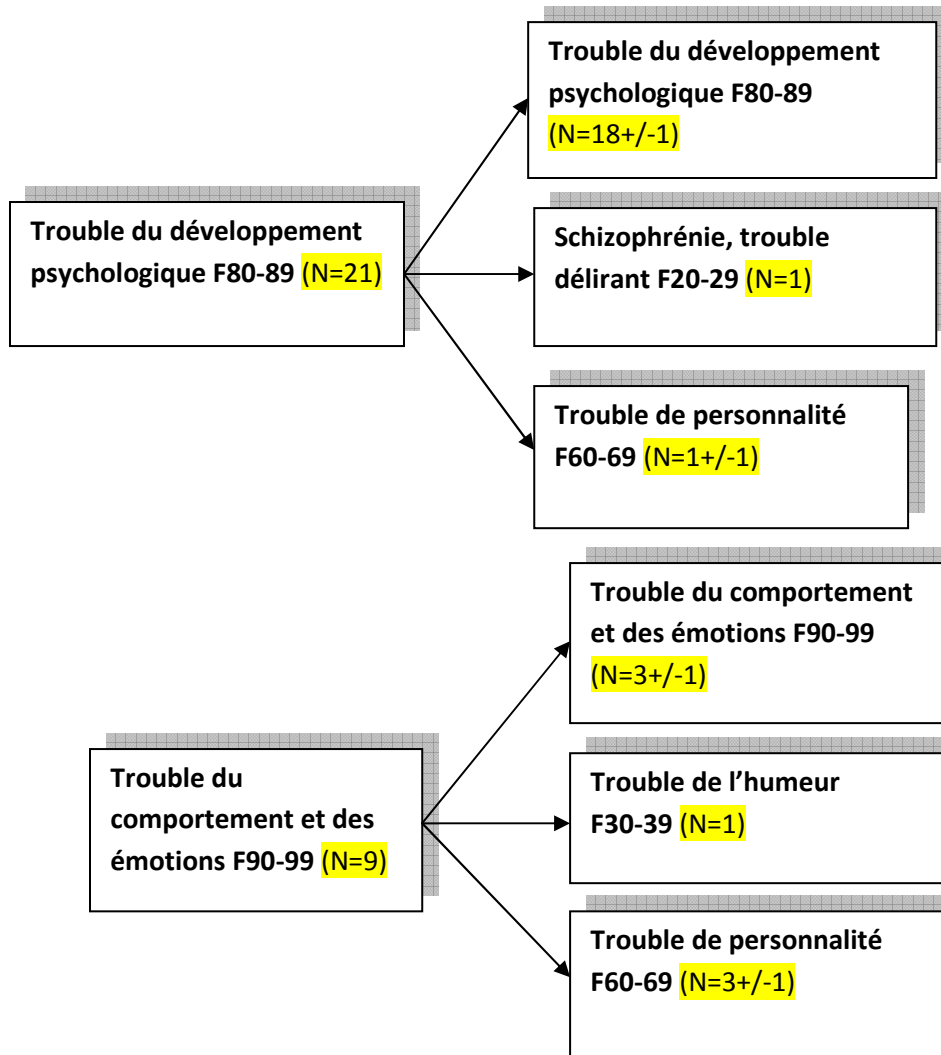 Trouble du développement
psychologique F80-89
(N=18+/-1)
Trouble du développement
psychologique F80-89 (N=21)
Schizophrénie, trouble
délirant F20-29 (N=1)
Trouble de personnalité
F60-69 (N=1+/-1)
Trouble du comportement
et des émotions F90-99
(N=3+/-1)
Trouble du
comportement et des
émotions F90-99 (N=9)
Trouble de l’humeur
F30-39 (N=1)
Trouble de personnalité
F60-69 (N=3+/-1)